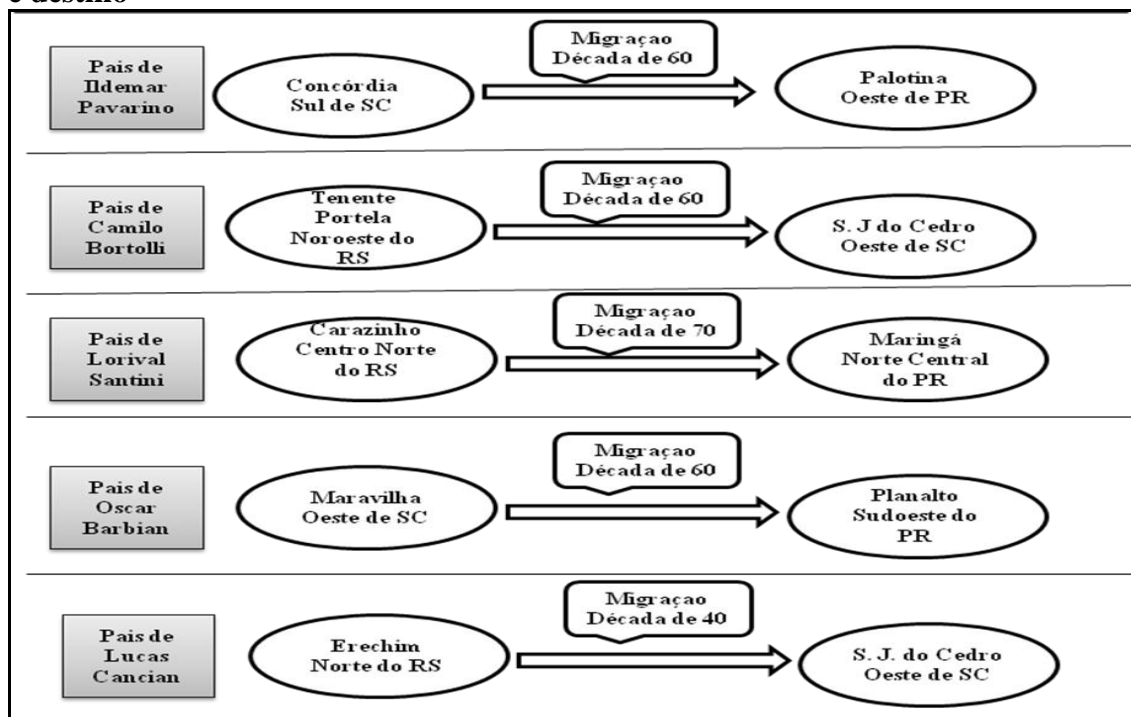 e destino
Pais de
Ildemar
Pavarino
Concórdia
Sul de SC
Migraçao
Década de 60
Palotina
Oeste de PR
Pais de
Camilo
Bortolli
Tenente
Portela
Noroeste do
RS
Migraçao
Década de 60
S. J do Cedro
Oeste de SC
Pais de
Lorival
Santini
Carazinho
Centro Norte
do RS
Migraçao
Década de 70
Maringá
Norte Central
do PR
Pais de
Oscar
Barbian
Maravilha
Oeste de SC
Migraçao
Década de 60
Planalto
Sudoeste do
PR
Pais de
Lucas
Cancian
Erechim
Norte do RS
Migraçao
Década de 40
S. J. do Cedro
Oeste de SC